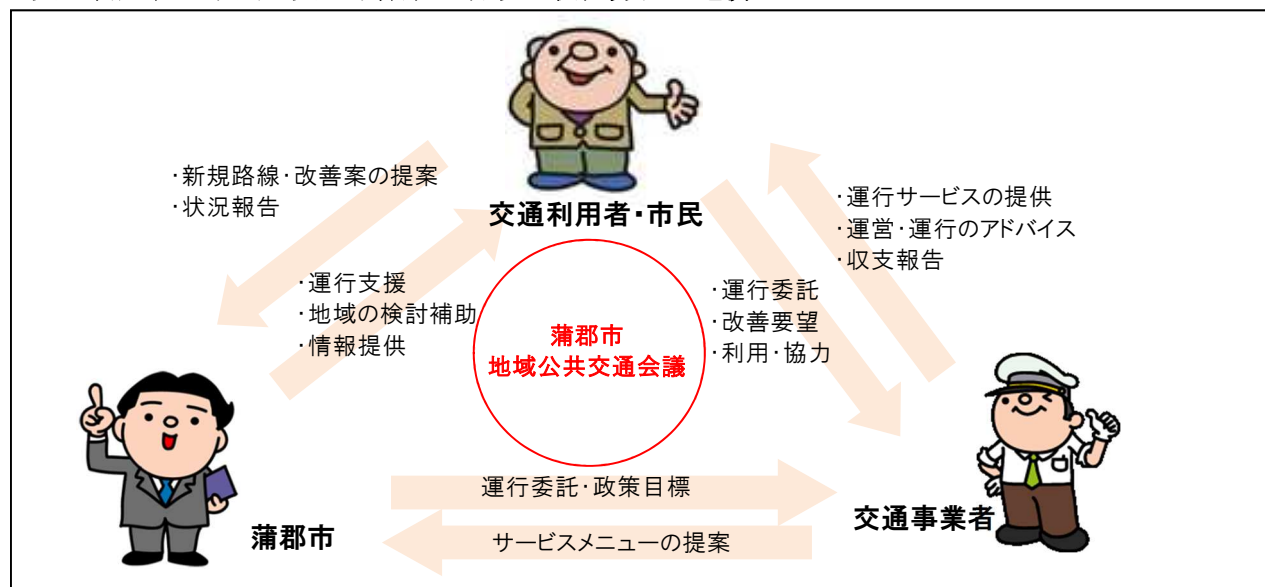 ・新規路線・改善案の提案
・状況報告
交通利用者・市民
・運行サービスの提供
・運営・運行のアドバイス
・収支報告
・運行支援
・地域の検討補助
・情報提供
蒲郡市
地域公共交通会議
・運行委託
・改善要望
・利用・協力
運行委託・政策目標
サービスメニューの提案
蒲郡市
交通事業者